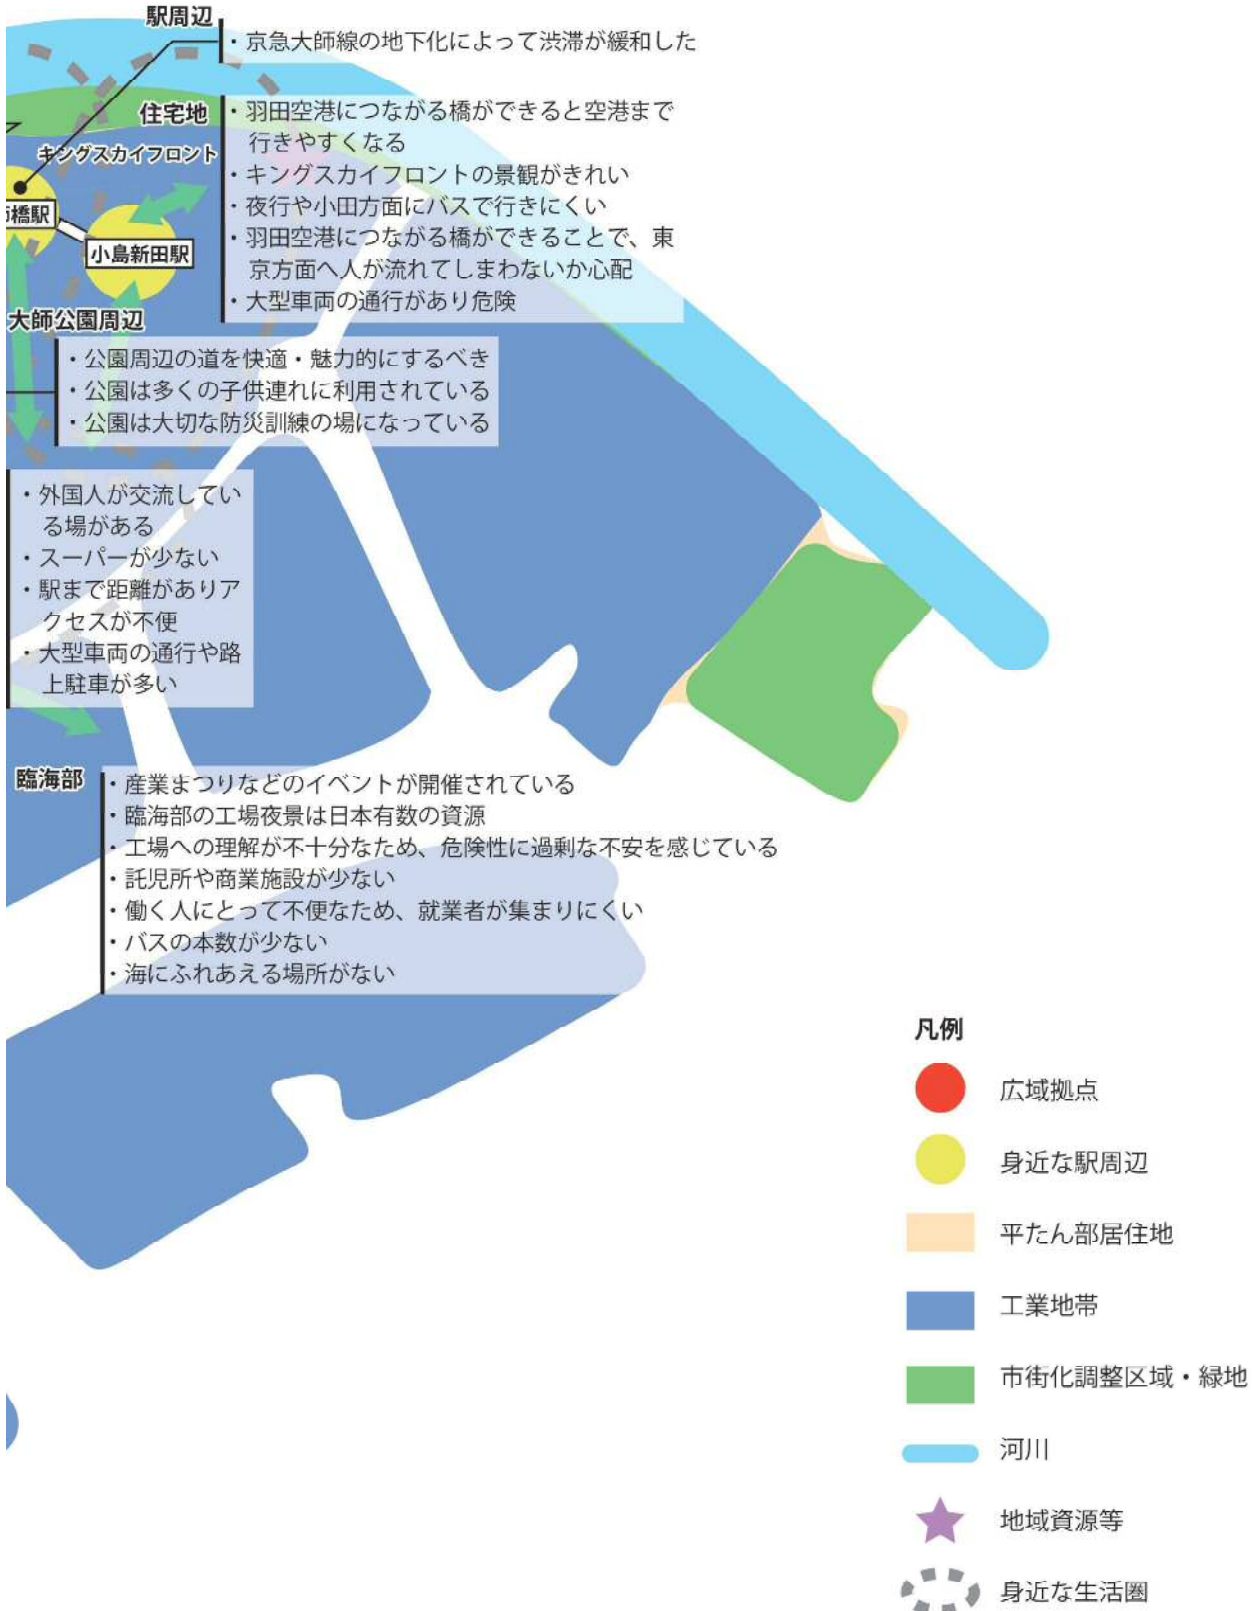 駅周辺
・京急大師線の地下化によって渋滞が緩和した
住宅地
・羽田空港につながる橋ができると空港まで
行きやすくなる
・キングスカイフロントの景観がきれい
・夜行や小田方面にバスで行きにくい
・羽田空港につながる橋ができることで、東
京方面へ人が流れてしまわないか心配
・大型車両の通行があり危険
キングスカイフロント
橋駅
小島新田駅
大師公園周辺
・公園周辺の道を快適・魅力的にするべき
・公園は多くの子供連れに利用されている
・公園は大切な防災訓練の場になっている
・外国人が交流してい
る場がある
・スーパーが少ない
・駅まで距離がありア
クセスが不便
・大型車両の通行や路
上駐車が多い
臨海部
・産業まつりなどのイベントが開催されている
・臨海部の工場夜景は日本有数の資源
・工場への理解が不十分なため、危険性に過剰な不安を感じている
・託児所や商業施設が少ない
・働く人にとって不便なため、就業者が集まりにくい
・バスの本数が少ない
・海にふれあえる場所がない
凡例
広域拠点
身近な駅周辺
平たん部居住地
工業地帯
市街化調整区域・緑地
河川
地域資源等
身近な生活圏